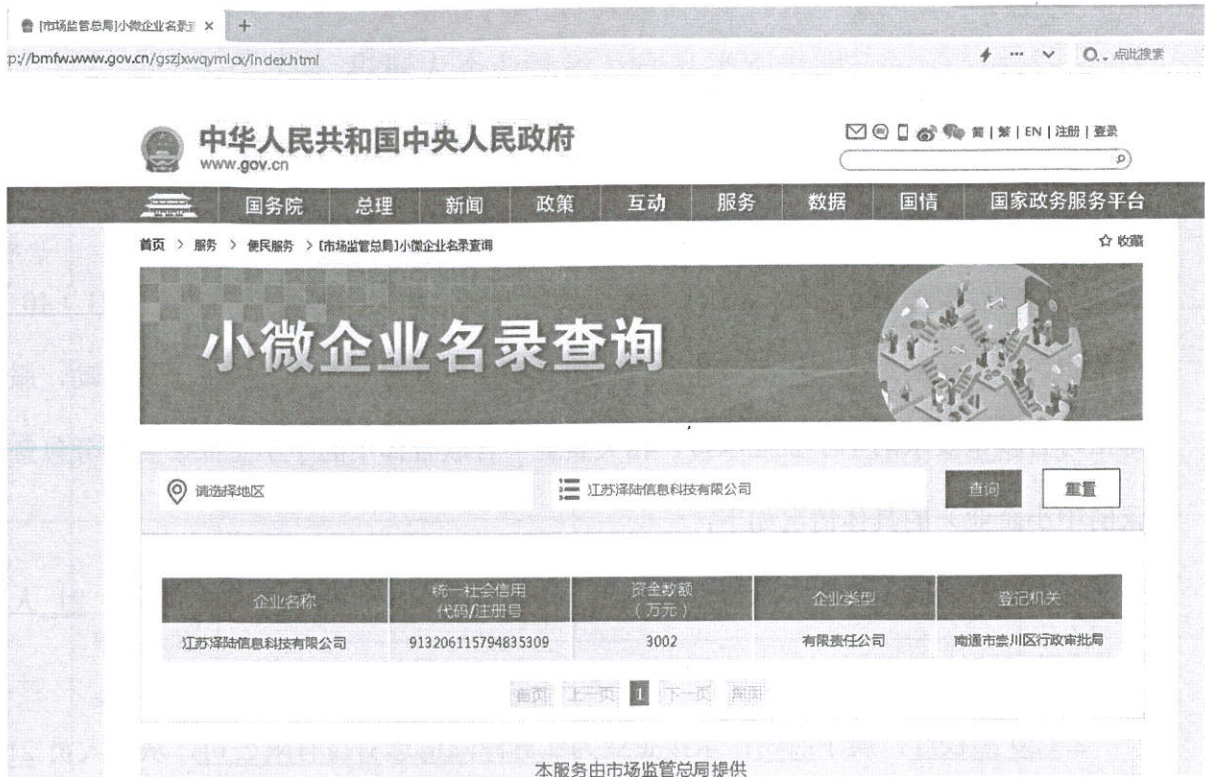 [市场监管总局]小微企业名录查 × +
p://bmfw.www.gov.cn/gszjxwqymlcx/index.html
点此搜索
中华人民共和国中央人民政府
www.gov.cn
简 | 繁 | EN | 注册 | 登录
国务院 总理 新闻 政策 互动 服务 数据 国情 国家政务服务平台
首页 > 服务 > 便民服务 > [市场监管总局]小微企业名录查询
收藏
小微企业名录查询
请选择地区 江苏泽陆信息科技有限公司 查询 重置
企业名称 统一社会信用代码/注册号 资金数额(万元) 企业类型 登记机关
江苏泽陆信息科技有限公司 913206115794835309 3002 有限责任公司 南通市崇川区行政审批局
首页 上一页 1 下一页 尾页
本服务由市场监管总局提供